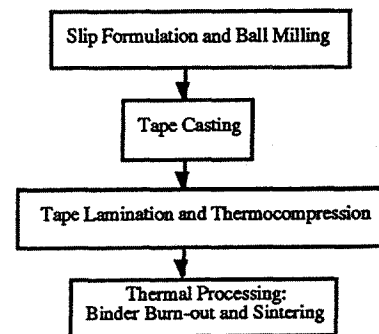 Slip Formulation and Ball Milling
Tape Casting
Tape Lamination and Thermocompression
Thermal Processing:
Binder Burn-out and Sintering